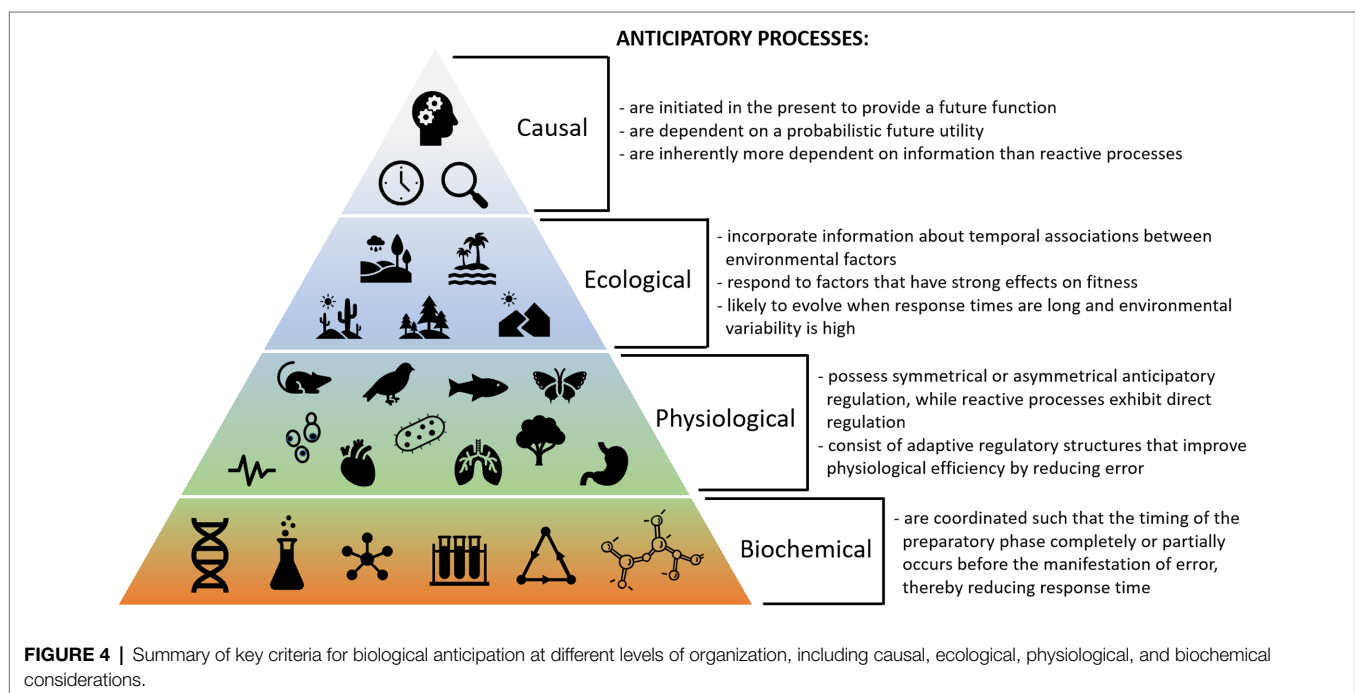 ANTICIPATORY PROCESSES:
Causal
- are initiated in the present to provide a future function
- are dependent on a probabilistic future utility
- are inherently more dependent on information than reactive processes
Ecological
- incorporate information about temporal associations between
environmental factors
- respond to factors that have strong effects on fitness
- likely to evolve when response times are long and environmental
variability is high
Physiological
- possess symmetrical or asymmetrical anticipatory
regulation, while reactive processes exhibit direct
regulation
- consist of adaptive regulatory structures that improve
physiological efficiency by reducing error
Biochemical
- are coordinated such that the timing of the
preparatory phase completely or partially
occurs before the manifestation of error,
thereby reducing response time
FIGURE 4 | Summary of key criteria for biological anticipation at different levels of organization, including causal, ecological, physiological, and biochemical
considerations.